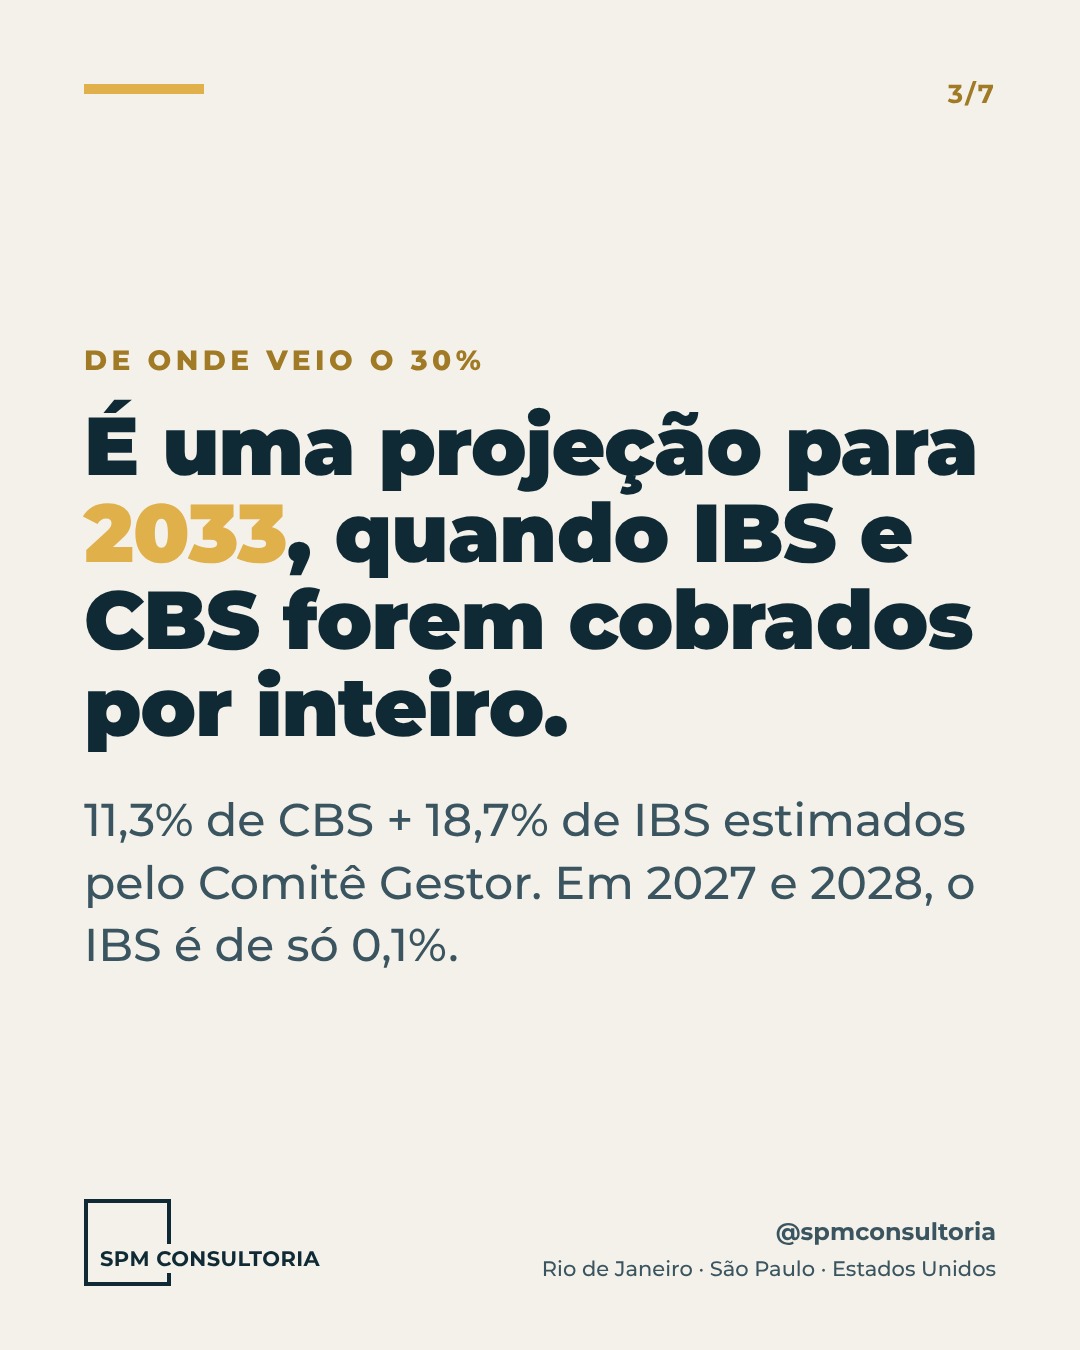 3/7
DE ONDE VEIO O 30%
É uma projeção para
2033, quando IBS e
CBS forem cobrados
por inteiro.
11,3% de CBS + 18,7% de IBS estimados
pelo Comitê Gestor. Em 2027 e 2028, o
IBS é de só 0,1%.
SPM CONSULTORIA
@spmconsultoria
Rio de Janeiro · São Paulo · Estados Unidos